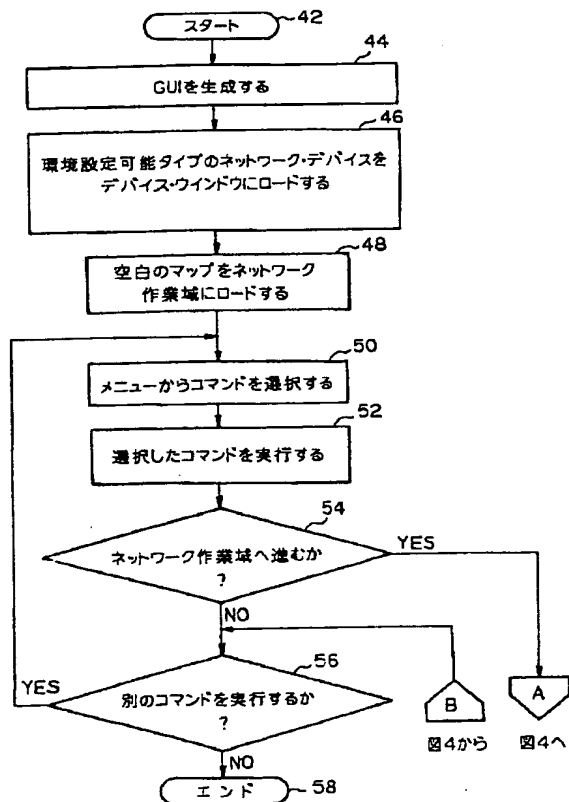 スタート
42
44
GUIを生成する
46
環境設定可能タイプのネットワーク・デバイスを
デバイス・ウインドウにロードする
48
空白のマップをネットワーク
作業域にロードする
50
メニューからコマンドを選択する
52
選択したコマンドを実行する
54
ネットワーク作業域へ進むか
?
YES
NO
56
YES
別のコマンドを実行するか
?
B
A
図4から
図4へ
NO
エンド
58